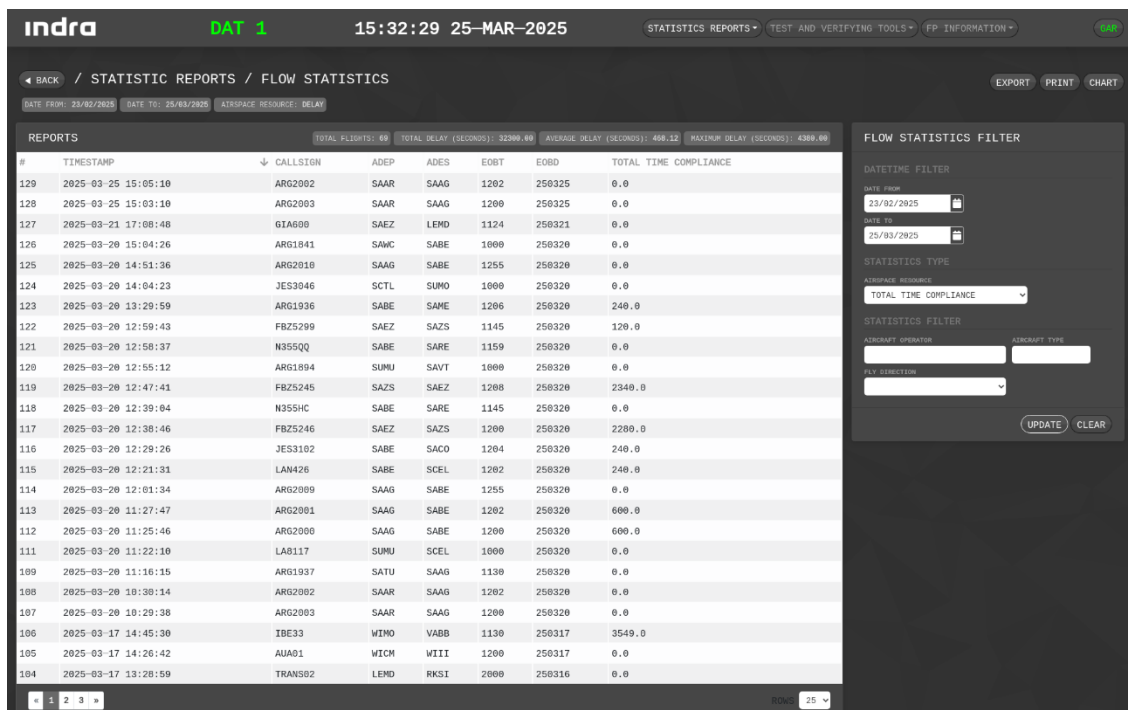 indra DAT 1 15:32:29 25-MAR-2025 STATISTICS REPORTS TEST AND VERIFYING TOOLS FP INFORMATION GAR
BACK / STATISTIC REPORTS / FLOW STATISTICS EXPORT PRINT CHART
DATE FROM: 23/02/2025 DATE TO: 25/03/2025 AIRSPACE RESOURCE: DELAY
REPORTS TOTAL FLIGHTS: 69 TOTAL DELAY (SECONDS): 32300.00 AVERAGE DELAY (SECONDS): 468.12 MAXIMUM DELAY (SECONDS): 4380.00
# TIMESTAMP CALLSIGN ADEP ADES EOBT EOBD TOTAL TIME COMPLIANCE
129 2025-03-25 15:05:10 ARG2002 SAAR SAAG 1202 250325 0.0
128 2025-03-25 15:03:10 ARG2003 SAAR SAAG 1200 250325 0.0
127 2025-03-21 17:08:48 GIA600 SAEZ LEMD 1124 250321 0.0
126 2025-03-20 15:04:26 ARG1841 SAWC SABE 1000 250320 0.0
125 2025-03-20 14:51:36 ARG2010 SAAG SABE 1255 250320 0.0
124 2025-03-20 14:04:23 JES3046 SCTL SUMO 1000 250320 0.0
123 2025-03-20 13:29:59 ARG1936 SABE SAME 1206 250320 240.0
122 2025-03-20 12:59:43 FBZ5299 SAEZ SAZS 1145 250320 120.0
121 2025-03-20 12:58:37 N355QQ SABE SARE 1159 250320 0.0
120 2025-03-20 12:55:12 ARG1894 SUMU SAVT 1000 250320 0.0
119 2025-03-20 12:47:41 FBZ5245 SAZS SAEZ 1208 250320 2340.0
118 2025-03-20 12:39:04 N355HC SABE SARE 1145 250320 0.0
117 2025-03-20 12:38:46 FBZ5246 SAEZ SAZS 1200 250320 2280.0
116 2025-03-20 12:29:26 JES3102 SABE SACO 1204 250320 240.0
115 2025-03-20 12:21:31 LAN426 SABE SCEL 1202 250320 240.0
114 2025-03-20 12:01:34 ARG2009 SAAG SABE 1255 250320 0.0
113 2025-03-20 11:27:47 ARG2001 SAAG SABE 1202 250320 600.0
112 2025-03-20 11:25:46 ARG2000 SAAG SABE 1200 250320 600.0
111 2025-03-20 11:22:10 LA8117 SUMU SCEL 1000 250320 0.0
109 2025-03-20 11:16:15 ARG1937 SATU SAAG 1130 250320 0.0
108 2025-03-20 10:30:14 ARG2002 SAAR SAAG 1202 250320 0.0
107 2025-03-20 10:29:38 ARG2003 SAAR SAAG 1200 250320 0.0
106 2025-03-17 14:45:30 IBE33 WIMO VABB 1130 250317 3549.0
105 2025-03-17 14:26:42 AUA01 WICM WIII 1200 250317 0.0
104 2025-03-17 13:28:59 TRANS02 LEMD RKSI 2000 250316 0.0
« 1 2 3 » ROWS 25
FLOW STATISTICS FILTER
DATETIME FILTER
DATE FROM
23/02/2025
DATE TO
25/03/2025
STATISTICS TYPE
AIRSPACE RESOURCE
TOTAL TIME COMPLIANCE
STATISTICS FILTER
AIRCRAFT OPERATOR AIRCRAFT TYPE
FLY DIRECTION
UPDATE CLEAR